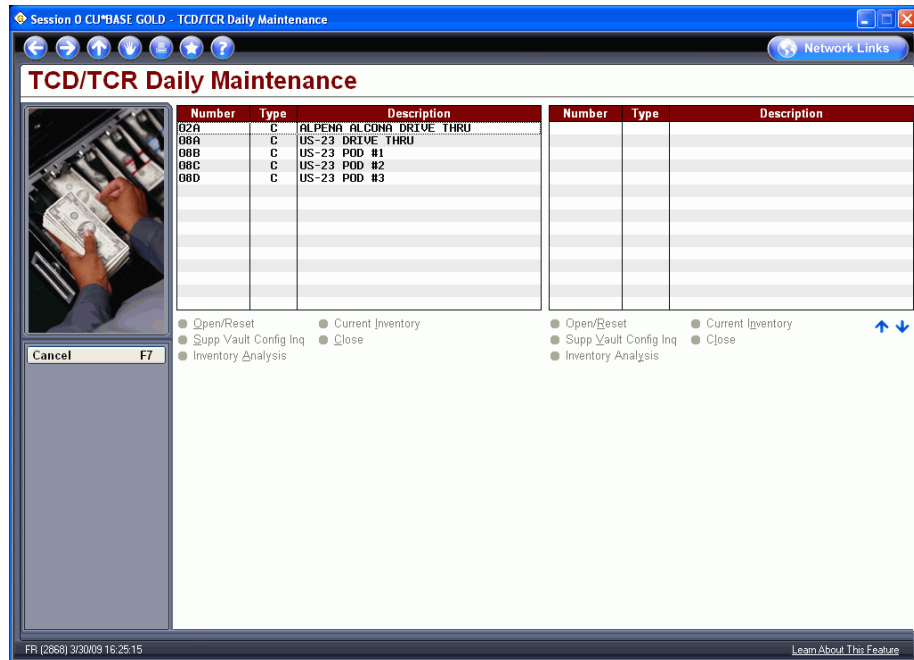 Session 0 CU*BASE GOLD - TCD/TCR Daily Maintenance
Network Links
TCD/TCR Daily Maintenance
Number Type Description
02A C ALPENA ALCONA DRIVE THRU
08A C US-23 DRIVE THRU
08B C US-23 POD #1
08C C US-23 POD #2
08D C US-23 POD #3
Number Type Description
Open/Reset Current Inventory
Supp Vault Config Inq Close
Inventory Analysis
Open/Reset Current Inventory
Supp Vault Config Inq Close
Inventory Analysis
Cancel F7
FR (2868) 3/30/09 16:25:15
Learn About This Feature